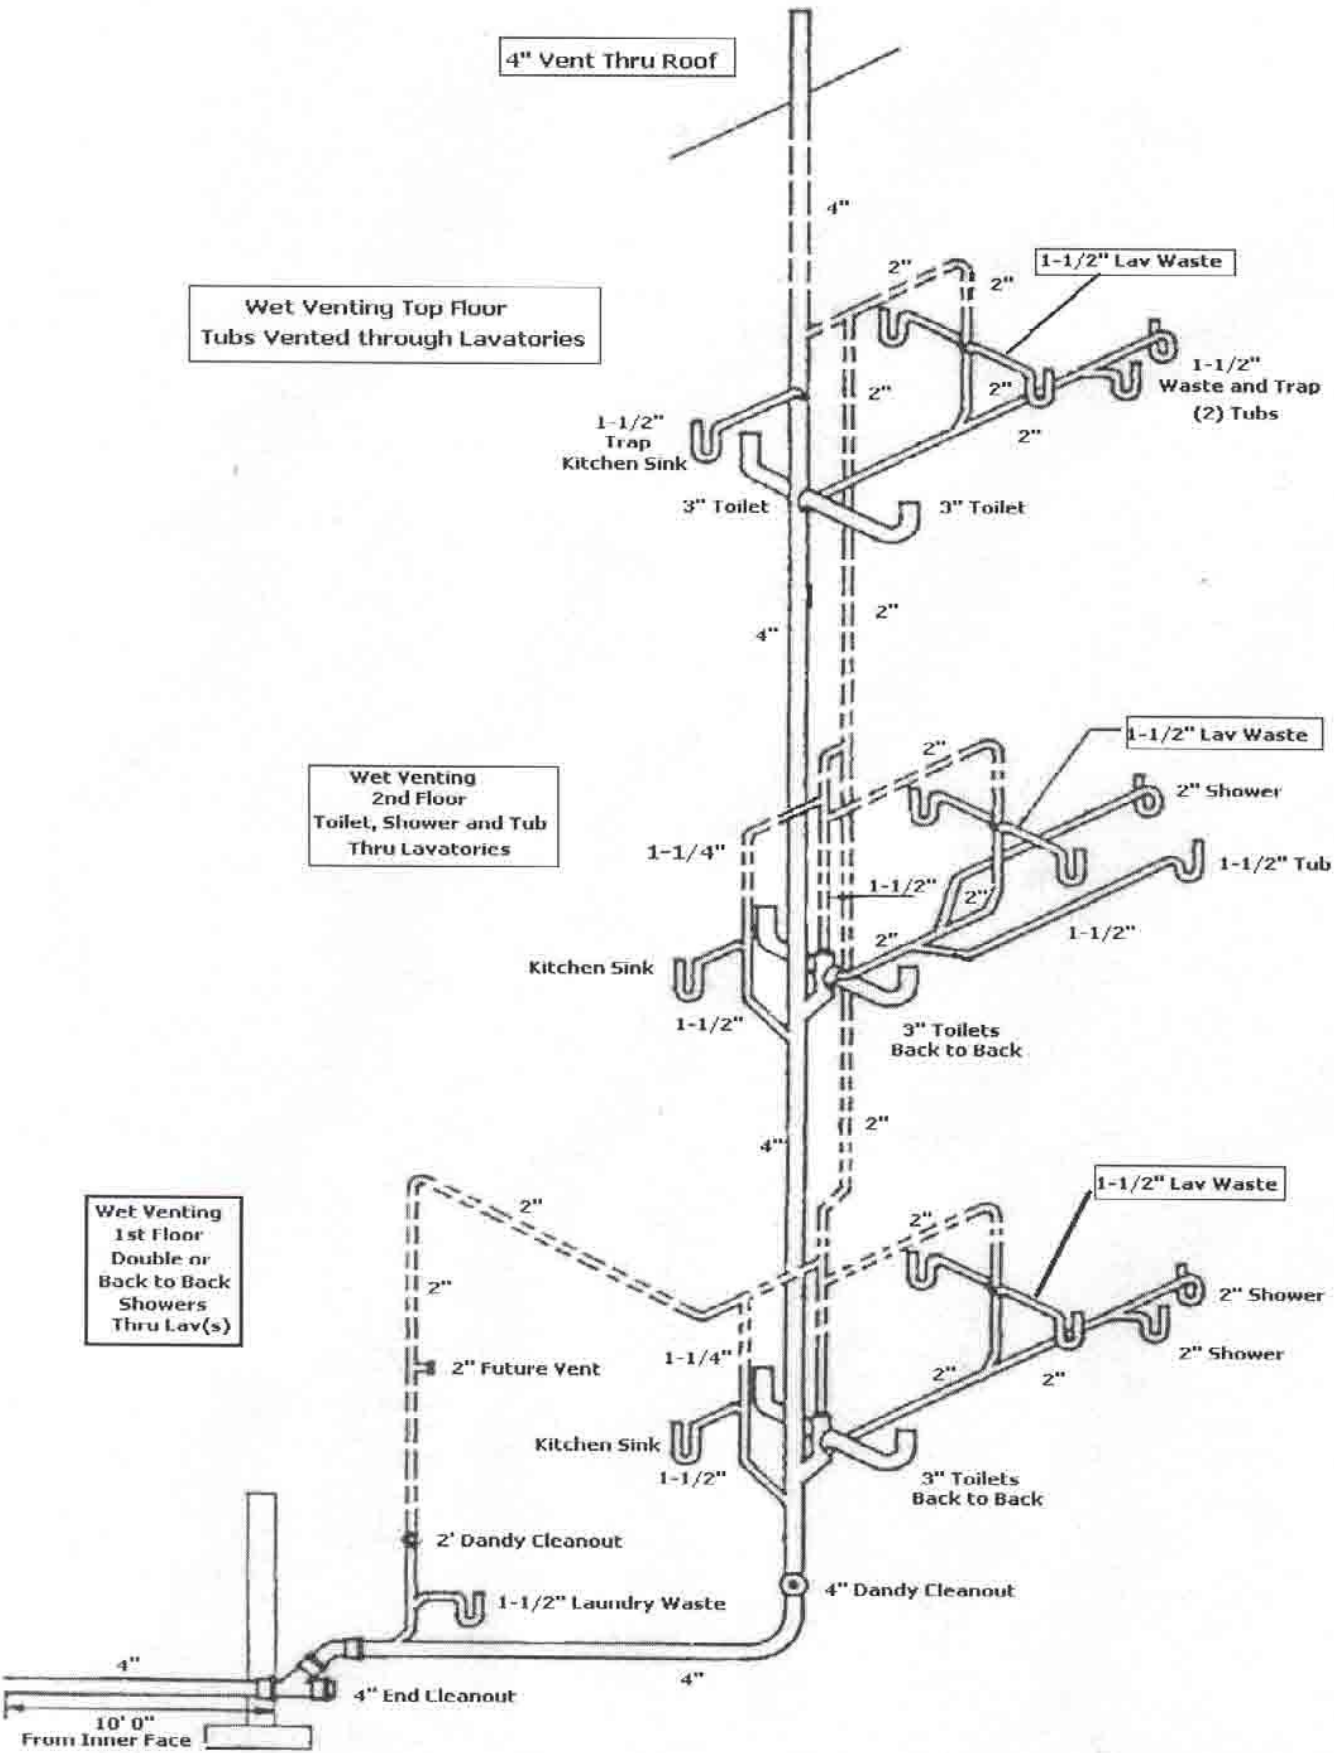 4" Vent Thru Roof
4"
2"
2"
1-1/2" Lav Waste
Wet Venting Top Floor
Tubs Vented through Lavatories
2"
2"
1-1/2"
Waste and Trap
(2) Tubs
1-1/2"
Trap
Kitchen Sink
2"
3" Toilet
3" Toilet
2"
4"
1-1/2" Lav Waste
2"
Wet Venting
2nd Floor
Toilet, Shower and Tub
Thru Lavatories
2" Shower
1-1/4"
1-1/2" Tub
1-1/2"
2"
1-1/2"
2"
Kitchen Sink
1-1/2"
3" Toilets
Back to Back
2"
4"
1-1/2" Lav Waste
2"
2"
Wet Venting
1st Floor
Double or
Back to Back
Showers
Thru Lav(s)
2"
2" Shower
2" Shower
1-1/4"
2" Future Vent
2"
2"
Kitchen Sink
1-1/2"
3" Toilets
Back to Back
2' Dandy Cleanout
4" Dandy Cleanout
1-1/2" Laundry Waste
4"
4"
4" End Cleanout
10' 0"
From Inner Face